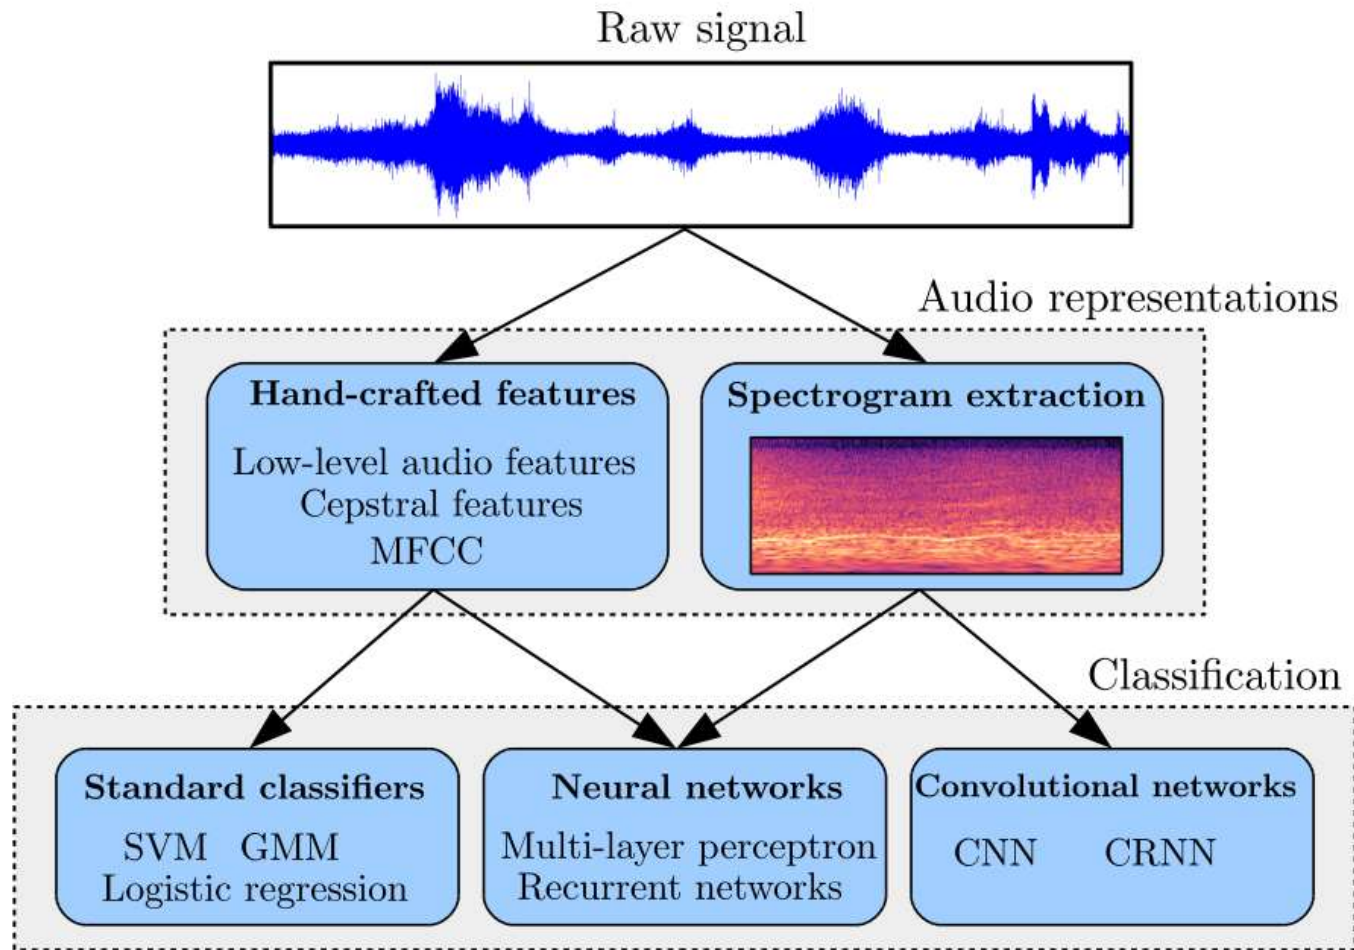 Raw signal
Audio representations
Hand-crafted features
Low-level audio features
Cepstral features
MFCC
Spectrogram extraction
Classification
Standard classifiers
SVM GMM
Logistic regression
Neural networks
Multi-layer perceptron
Recurrent networks
Convolutional networks
CNN CRNN